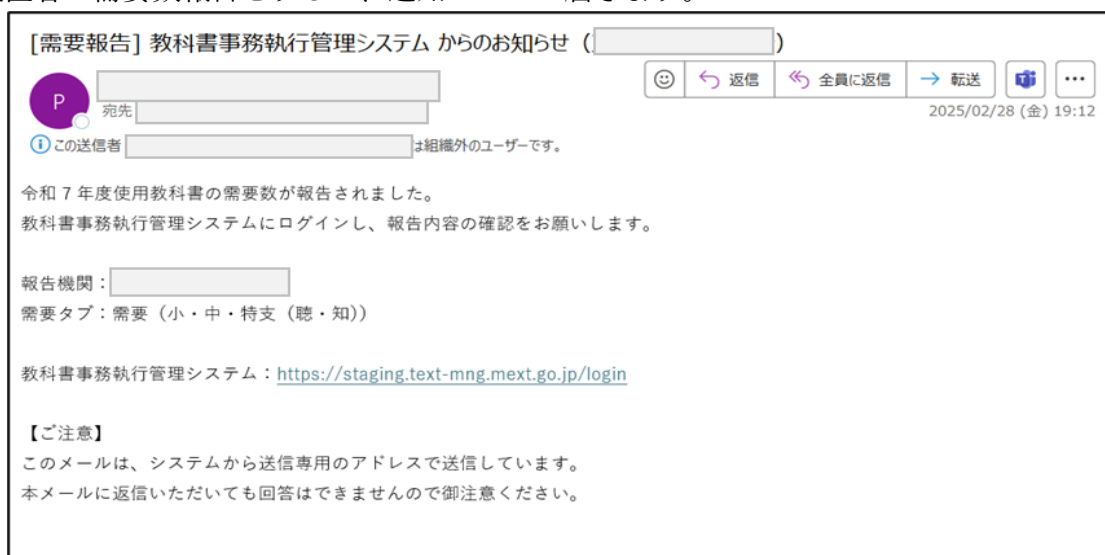 [需要報告] 教科書事務執行管理システム からのお知らせ ( )
返信 全員に返信 転送
P
宛先
2025/02/28 (金) 19:12
この送信者 は組織外のユーザーです。
令和 7 年度使用教科書の需要数が報告されました。
教科書事務執行管理システムにログインし、報告内容の確認をお願いします。
報告機関：
需要タブ：需要（小・中・特支（聴・知））
教科書事務執行管理システム：https://staging.text-mng.mext.go.jp/login
【ご注意】
このメールは、システムから送信専用のアドレスで送信しています。
本メールに返信いただいても回答はできませんので御注意ください。